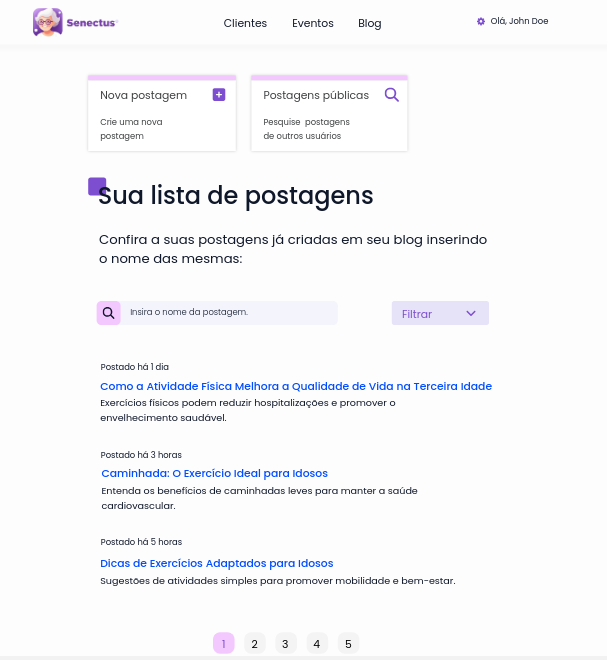 Senectus
Clientes Eventos Blog
Olá, John Doe
Nova postagem
Crie uma nova
postagem
Postagens públicas
Pesquise postagens
de outros usuários
Sua lista de postagens
Confira a suas postagens já criadas em seu blog inserindo
o nome das mesmas:
Insira o nome da postagem.
Filtrar
Postado há 1 dia
Como a Atividade Física Melhora a Qualidade de Vida na Terceira Idade
Exercícios físicos podem reduzir hospitalizações e promover o
envelhecimento saudável.
Postado há 3 horas
Caminhada: O Exercício Ideal para Idosos
Entenda os benefícios de caminhadas leves para manter a saúde
cardiovascular.
Postado há 5 horas
Dicas de Exercícios Adaptados para Idosos
Sugestões de atividades simples para promover mobilidade e bem-estar.
1 2 3 4 5